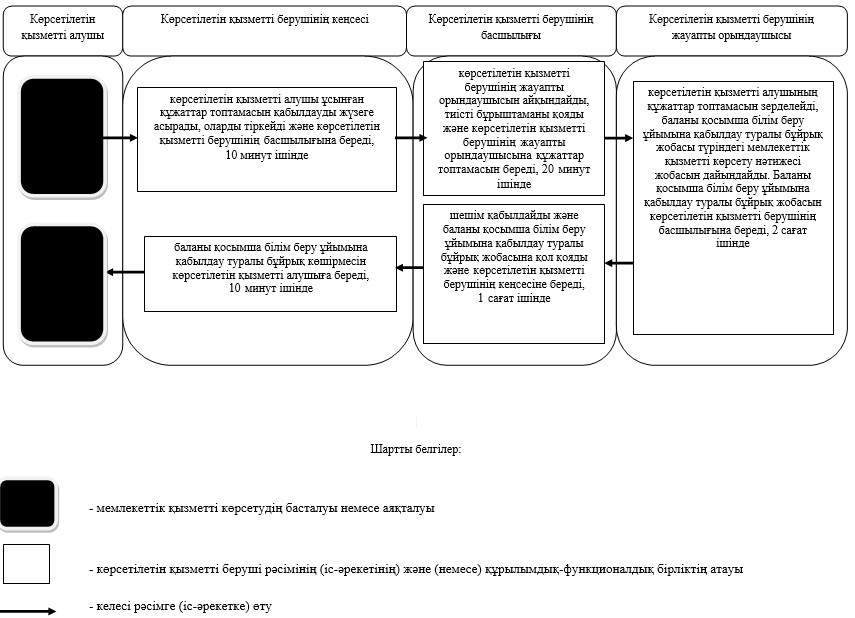 Көрсетілетін
қызметті алушы
Көрсетілетін қызметті берушінің кеңсесі
Көрсетілетін қызметті берушінің
басшылығы
Көрсетілетін қызметті берушінің
жауапты орындаушысы
көрсетілетін қызметті алушы ұсынған
құжаттар топтамасын қабылдауды жүзеге
асырады, оларды тіркейді және көрсетілетін
қызметті берушінің басшылығына береді,
10 минут ішінде
көрсетілетін қызметті
берушінің жауапты
орындаушысын айқындайды,
тиісті бұрыштаманы қояды
және көрсетілетін қызметті
берушінің жауапты
орындаушысына құжаттар
топтамасын береді, 20 минут
ішінде
көрсетілетін қызметті алушының
құжаттар топтамасын зерделейді,
баланы қосымша білім беру
ұйымына қабылдау туралы бұйрық
жобасы түріндегі мемлекеттік
қызметті көрсету нәтижесі
жобасын дайындайды. Баланы
қосымша білім беру ұйымына
қабылдау туралы бұйрық жобасын
көрсетілетін қызметті берушінің
басшылығына береді, 2 сағат
ішінде
баланы қосымша білім беру ұйымына
қабылдау туралы бұйрық көшірмесін
көрсетілетін қызметті алушыға береді,
10 минут ішінде
шешім қабылдайды және
баланы қосымша білім беру
ұйымына қабылдау туралы
бұйрық жобасына қол қояды
және көрсетілетін қызметті
берушінің кеңсесіне береді,
1 сағат ішінде
Шартты белгілер:
- мемлекеттік қызметті көрсетудің басталуы немесе аяқталуы
- көрсетілетін қызметті беруші рәсімінің (іс-әрекетінің) және (немесе) құрылымдық-функционалдық бірліктің атауы
- келесі рәсімге (іс-әрекетке) өту